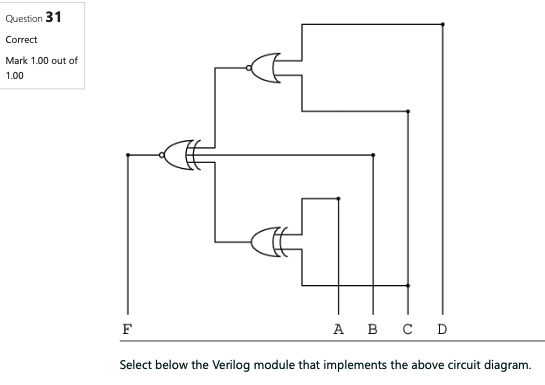 Question 31
Correct
Mark 1.00 out of
1.00
F A B C D
Select below the Verilog module that implements the above circuit diagram.